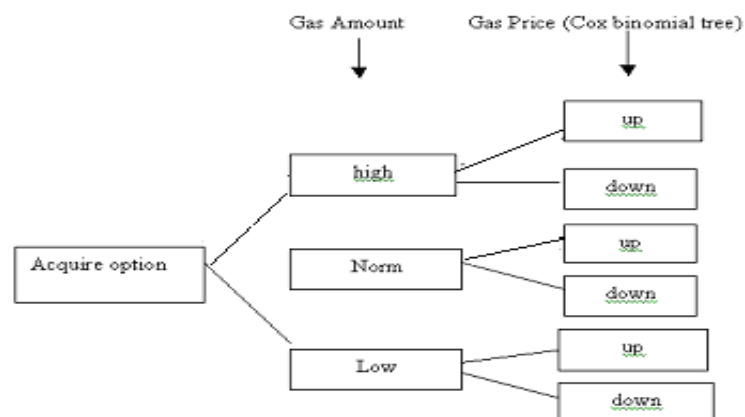 Gas Amount
Gas Price (Cox binomial tree)
up
high
down
up
Acquire option
Norm
down
up
Low
down